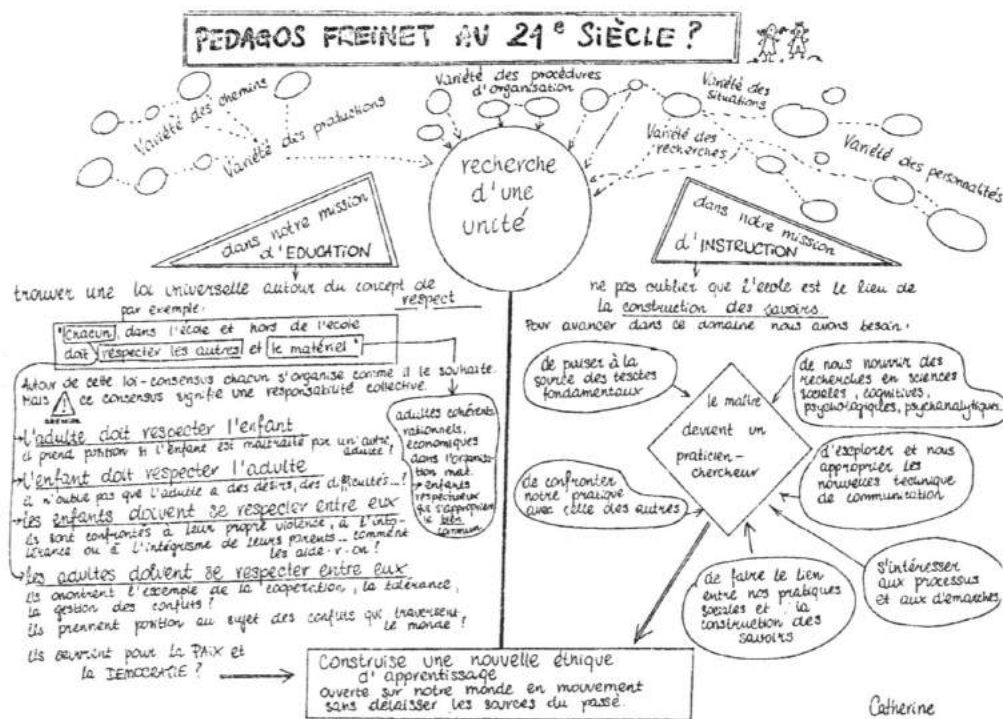 PEDAGOS FREINET AU 21e SIÈCLE ?
Variété des chemins
Variété des productions
Variété des procédures
d'organisation
Variété des
situations
Variété des
recherches
Variété des personnalités
recherche
d'une
unité
dans notre mission
d'EDUCATION
dans notre mission
d'INSTRUCTION
trouver une loi universelle autour du concept de
respect
par exemple.
"chacun, dans l'école et hors de l'école
doit respecter les autres et le matériel"
Autour de cette loi-consensus chacun s'organise comme il le souhaite.
Mais ce consensus signifie une responsabilité collective.
L'adulte doit respecter l'enfant
il prend position si l'enfant est maltraité par un autre
adulte ?
L'enfant doit respecter l'adulte
il n'oublie pas que l'adulte a des désirs, des difficultés...?
Les enfants doivent se respecter entre eux
ils sont confrontés à leur propre violence, à l'into-
lérance ou à l'intégrisme de leurs parents... comment
les aide-r-on ?
Les adultes doivent se respecter entre eux
ils montrent l'exemple de la coopération, la tolérance,
la gestion des conflits ?
ils prennent position au sujet des conflits qui traversent
le monde ?
ils oeuvrent pour la PAIX et
la DEMOCRATIE ?
adultes cohérents
rationnels,
économiques
dans l'organisa
tion mat.
enfants
respectueux
qui s'approprient
le bien
commun
ne pas oublier que l'école est le lieu de
la construction des savoirs.
Pour avancer dans ce domaine nous avons besoin :
de puiser à la
source des textes
fondamentaux
de nous nourrir des
recherches en sciences
sociales, cognitives,
psychologiques, psychanalytiques
le maître
devient un
praticien-
chercheur
d'explorer et nous
approprier les
nouvelles technique
de communication
de confronter
notre pratique
avec celle des autres
s'intéresser
aux processus
et aux démarches
de faire le lien
entre nos pratiques
sociales et la
construction des
savoirs
Construise une nouvelle éthique
d'apprentissage
ouverte sur notre monde en mouvement
sans délaisser les sources du passé.
Catherine